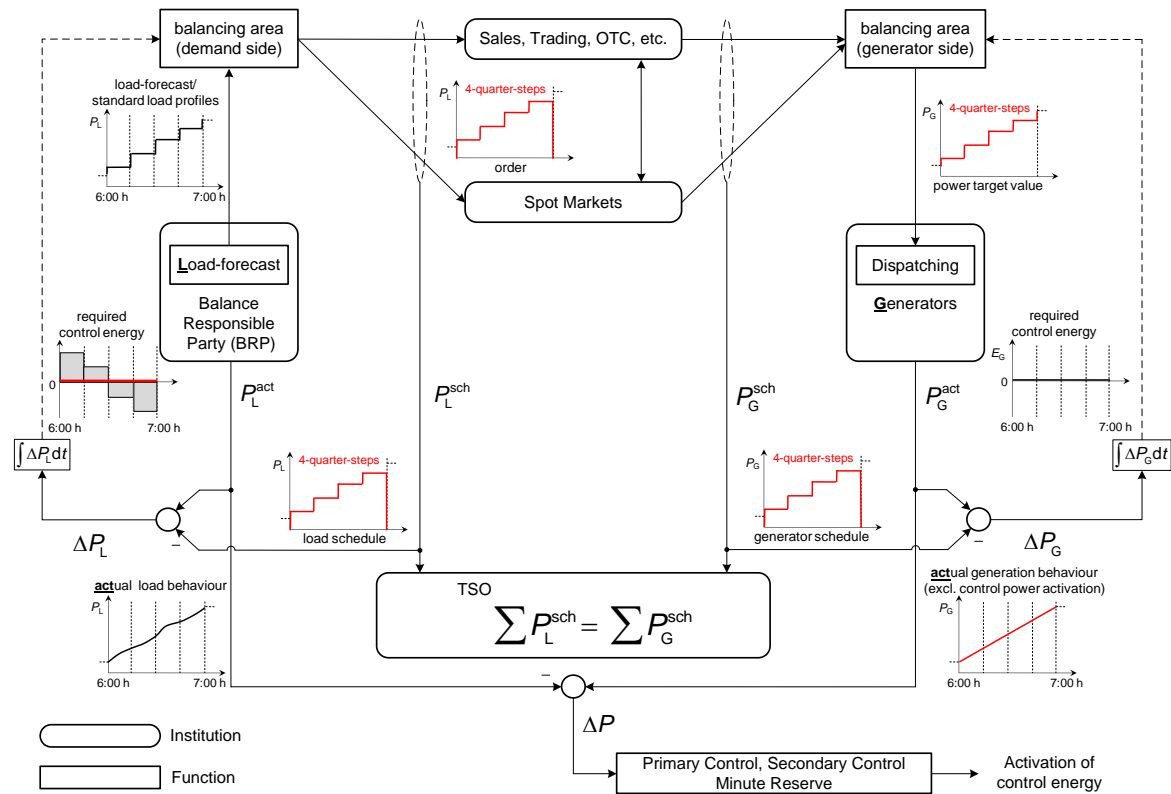 balancing area
(demand side)
Sales, Trading, OTC, etc.
balancing area
(generator side)
load-forecast/
standard load profiles
P_L
6:00 h
7:00 h
4-quarter-steps
P_L
order
4-quarter-steps
P_G
power target value
Spot Markets
Load-forecast
Balance
Responsible
Party (BRP)
Dispatching
Generators
required
control energy
0
6:00 h
7:00 h
required
control energy
E_G
0
6:00 h
7:00 h
P_L^act
P_L^sch
P_G^sch
P_G^act
∫ΔP_L dt
∫ΔP_G dt
P_L
4-quarter-steps
load schedule
P_G
4-quarter-steps
generator schedule
ΔP_L
−
−
ΔP_G
actual load behaviour
P_L
6:00 h
7:00 h
TSO
∑P_L^sch = ∑P_G^sch
actual generation behaviour
(excl. control power activation)
P_G
6:00 h
7:00 h
−
ΔP
Institution
Function
Primary Control, Secondary Control
Minute Reserve
Activation of
control energy